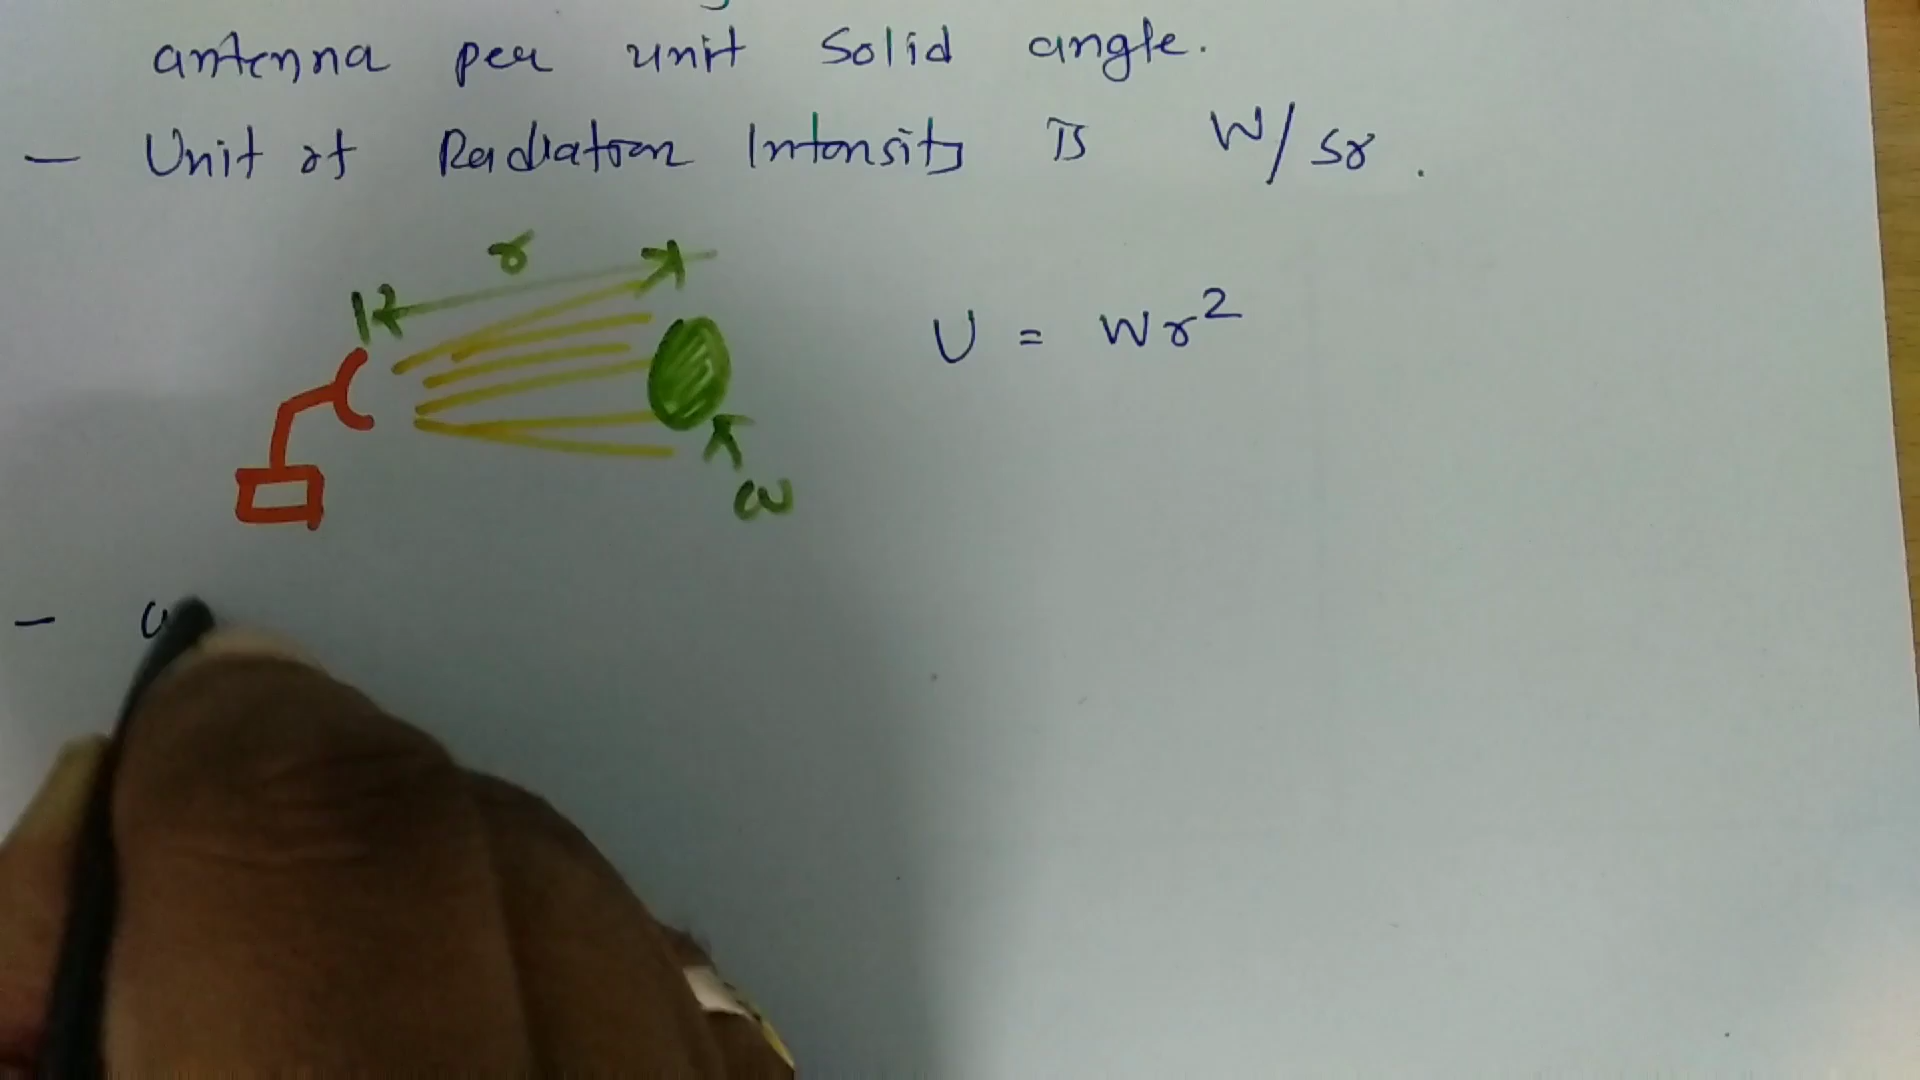 antenna per unit solid angle.
- Unit of Radiation Intensity is W/sr.
r
U = Wr²
W
-